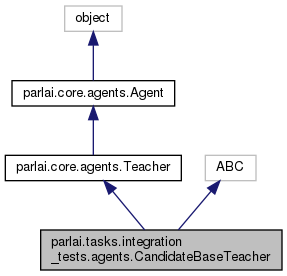 object
parlai.core.agents.Agent
parlai.core.agents.Teacher
ABC
parlai.tasks.integration
_tests.agents.CandidateBaseTeacher